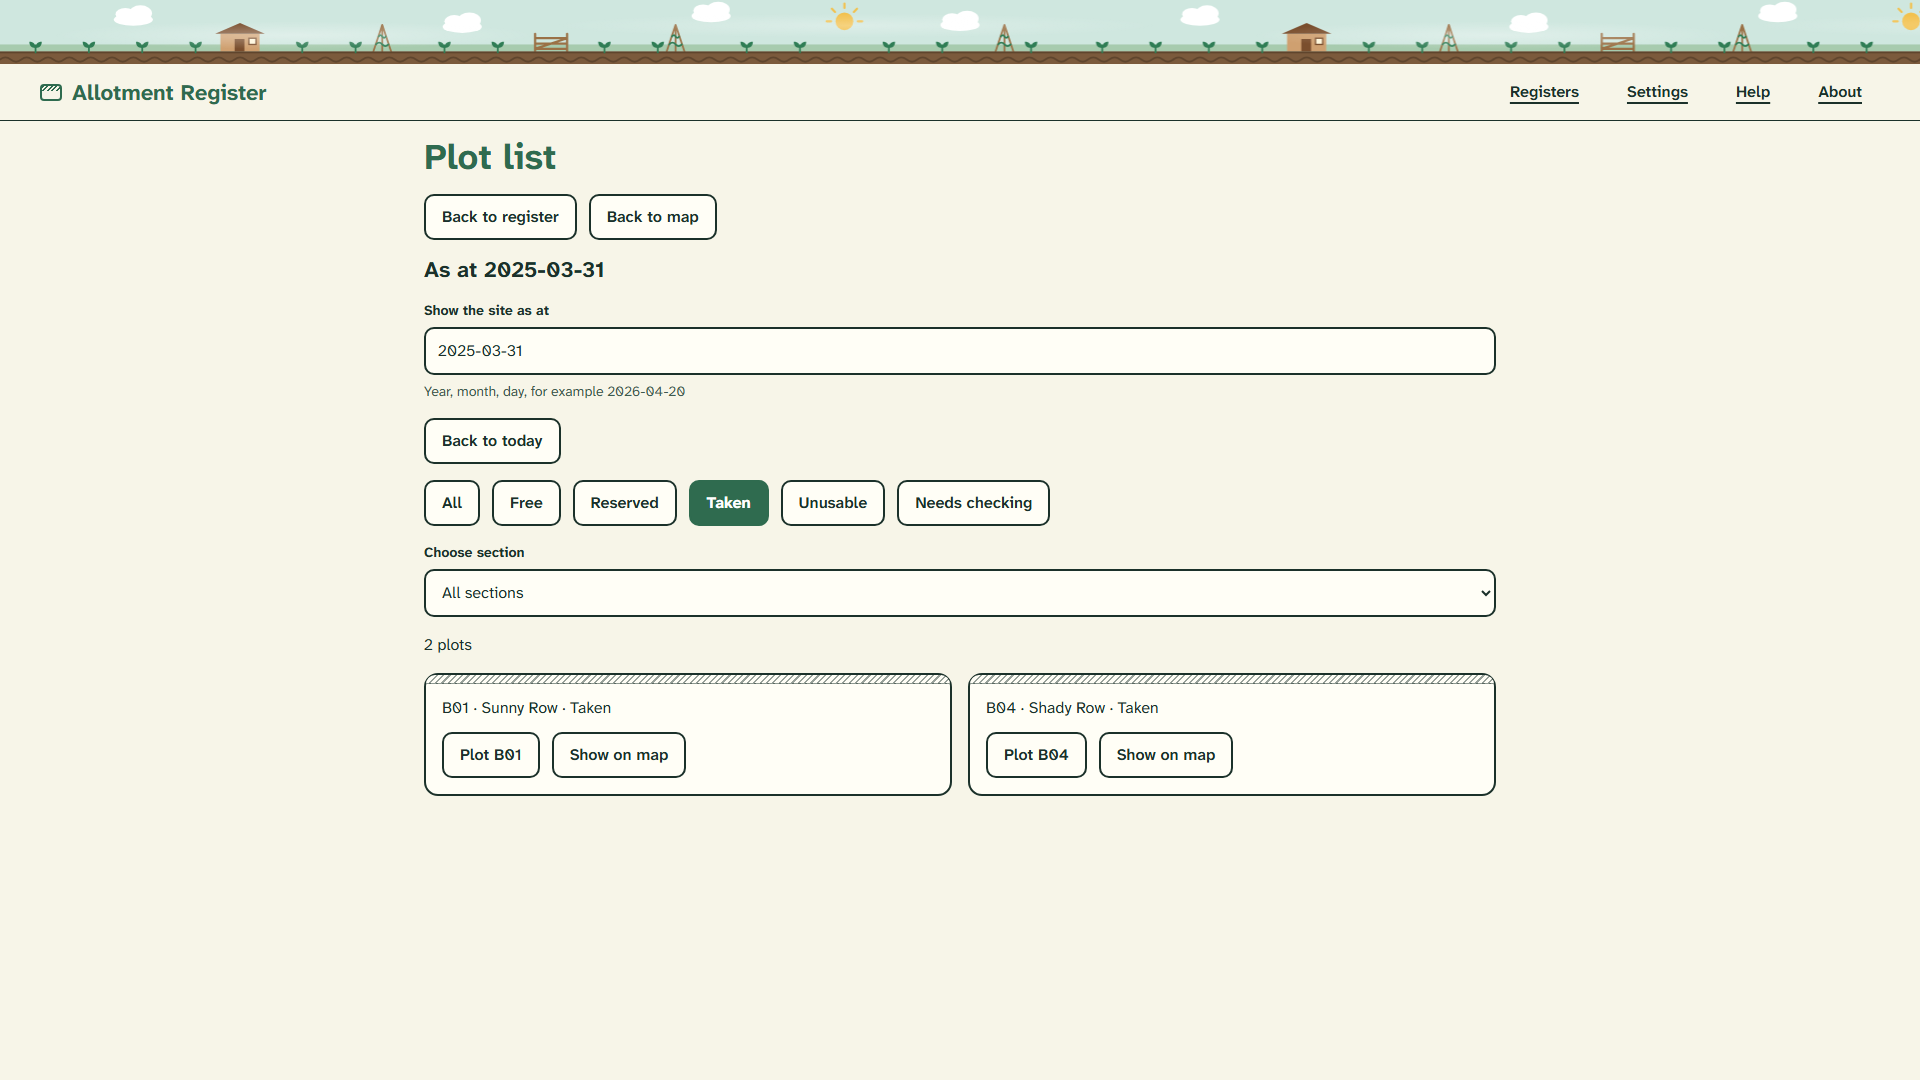 Allotment Register
Registers
Settings
Help
About
Plot list
Back to register
Back to map
As at 2025-03-31
Show the site as at
2025-03-31
Year, month, day, for example 2026-04-20
Back to today
All
Free
Reserved
Taken
Unusable
Needs checking
Choose section
All sections
2 plots
B01 · Sunny Row · Taken
Plot B01
Show on map
B04 · Shady Row · Taken
Plot B04
Show on map